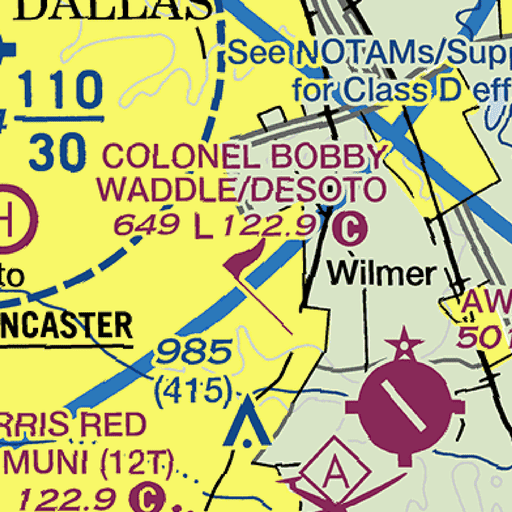 DALLAS
See NOTAMs/Supp
for Class D eff
110
30
COLONEL BOBBY
WADDLE/DESOTO
649 L 122.9 C
H
to
Wilmer
NCASTER
AW
501
985
(415)
RRIS RED
MUNI (12T)
122.9 C
A